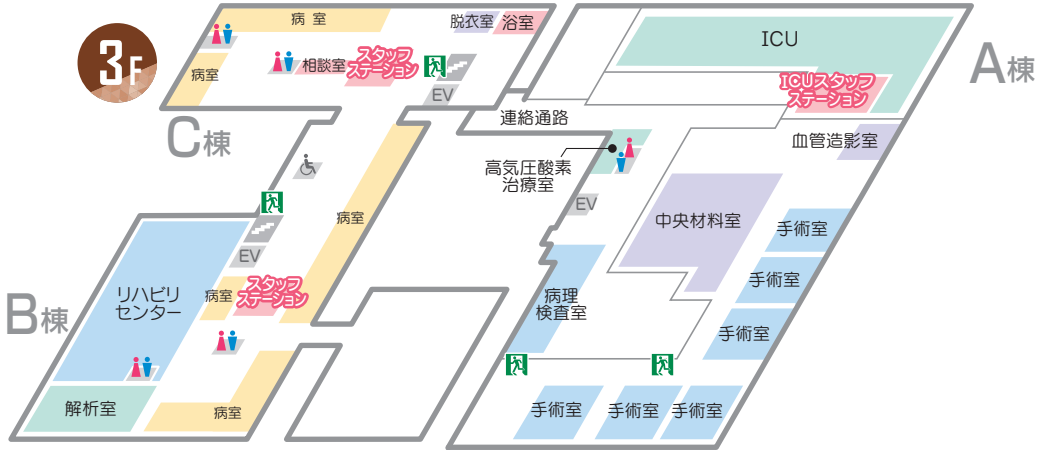 3F
病室
脱衣室
浴室
ICU
A棟
病室
相談室
スタッフ
ステーション
EV
ICUスタッフ
ステーション
連絡通路
血管造影室
C棟
高気圧酸素
治療室
EV
中央材料室
手術室
病室
EV
手術室
B棟
リハビリ
センター
病室
スタッフ
ステーション
病理
検査室
手術室
解析室
病室
手術室
手術室
手術室